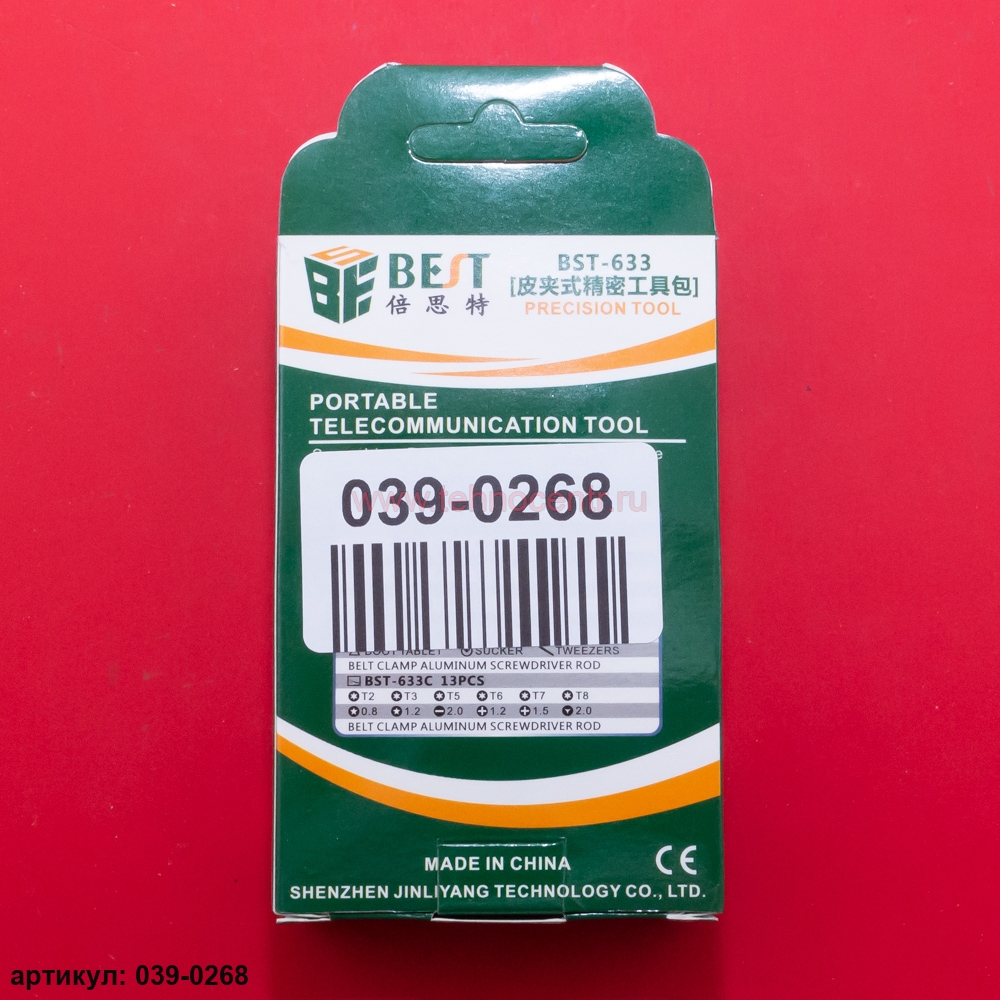 BEST
倍思特
BST-633
[皮夹式精密工具包]
PRECISION TOOL
PORTABLE
TELECOMMUNICATION TOOL
039-0268
www.tehnocentr.ru
SUCKER TWEEZERS
BELT CLAMP ALUMINUM SCREWDRIVER ROD
BST-633C 13PCS
T2 T3 T5 T6 T7 T8
0.8 1.2 2.0 1.2 1.5 2.0
BELT CLAMP ALUMINUM SCREWDRIVER ROD
MADE IN CHINA CE
SHENZHEN JINLIYANG TECHNOLOGY CO., LTD.
артикул: 039-0268